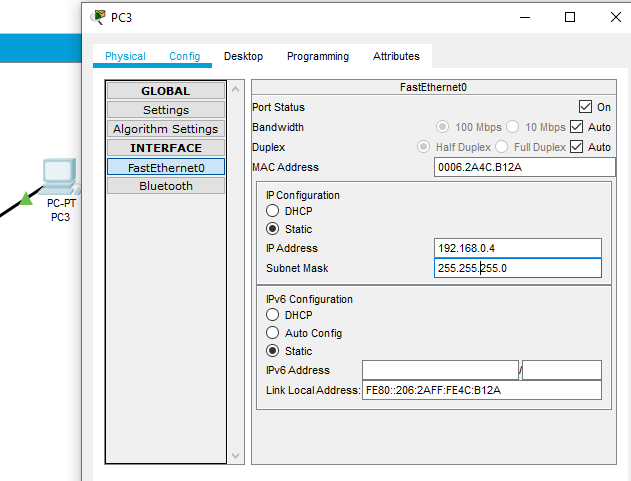 PC3
Physical Config Desktop Programming Attributes
GLOBAL
Settings
Algorithm Settings
INTERFACE
FastEthernet0
Bluetooth
FastEthernet0
Port Status On
Bandwidth 100 Mbps 10 Mbps Auto
Duplex Half Duplex Full Duplex Auto
MAC Address 0006.2A4C.B12A
IP Configuration
DHCP
Static
IP Address 192.168.0.4
Subnet Mask 255.255.255.0
IPv6 Configuration
DHCP
Auto Config
Static
IPv6 Address /
Link Local Address: FE80::206:2AFF:FE4C:B12A
PC-PT
PC3